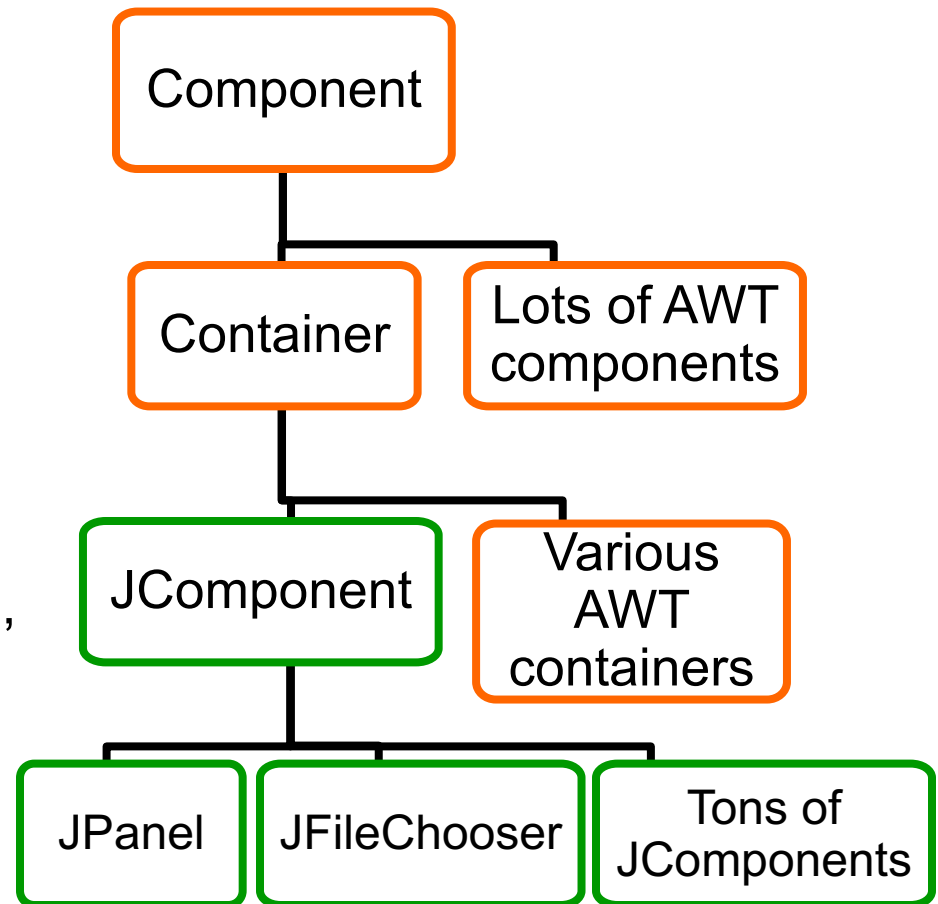 Component
Container
Lots of AWT
components
JComponent
Various
AWT
containers
,
JPanel
JFileChooser
Tons of
JComponents